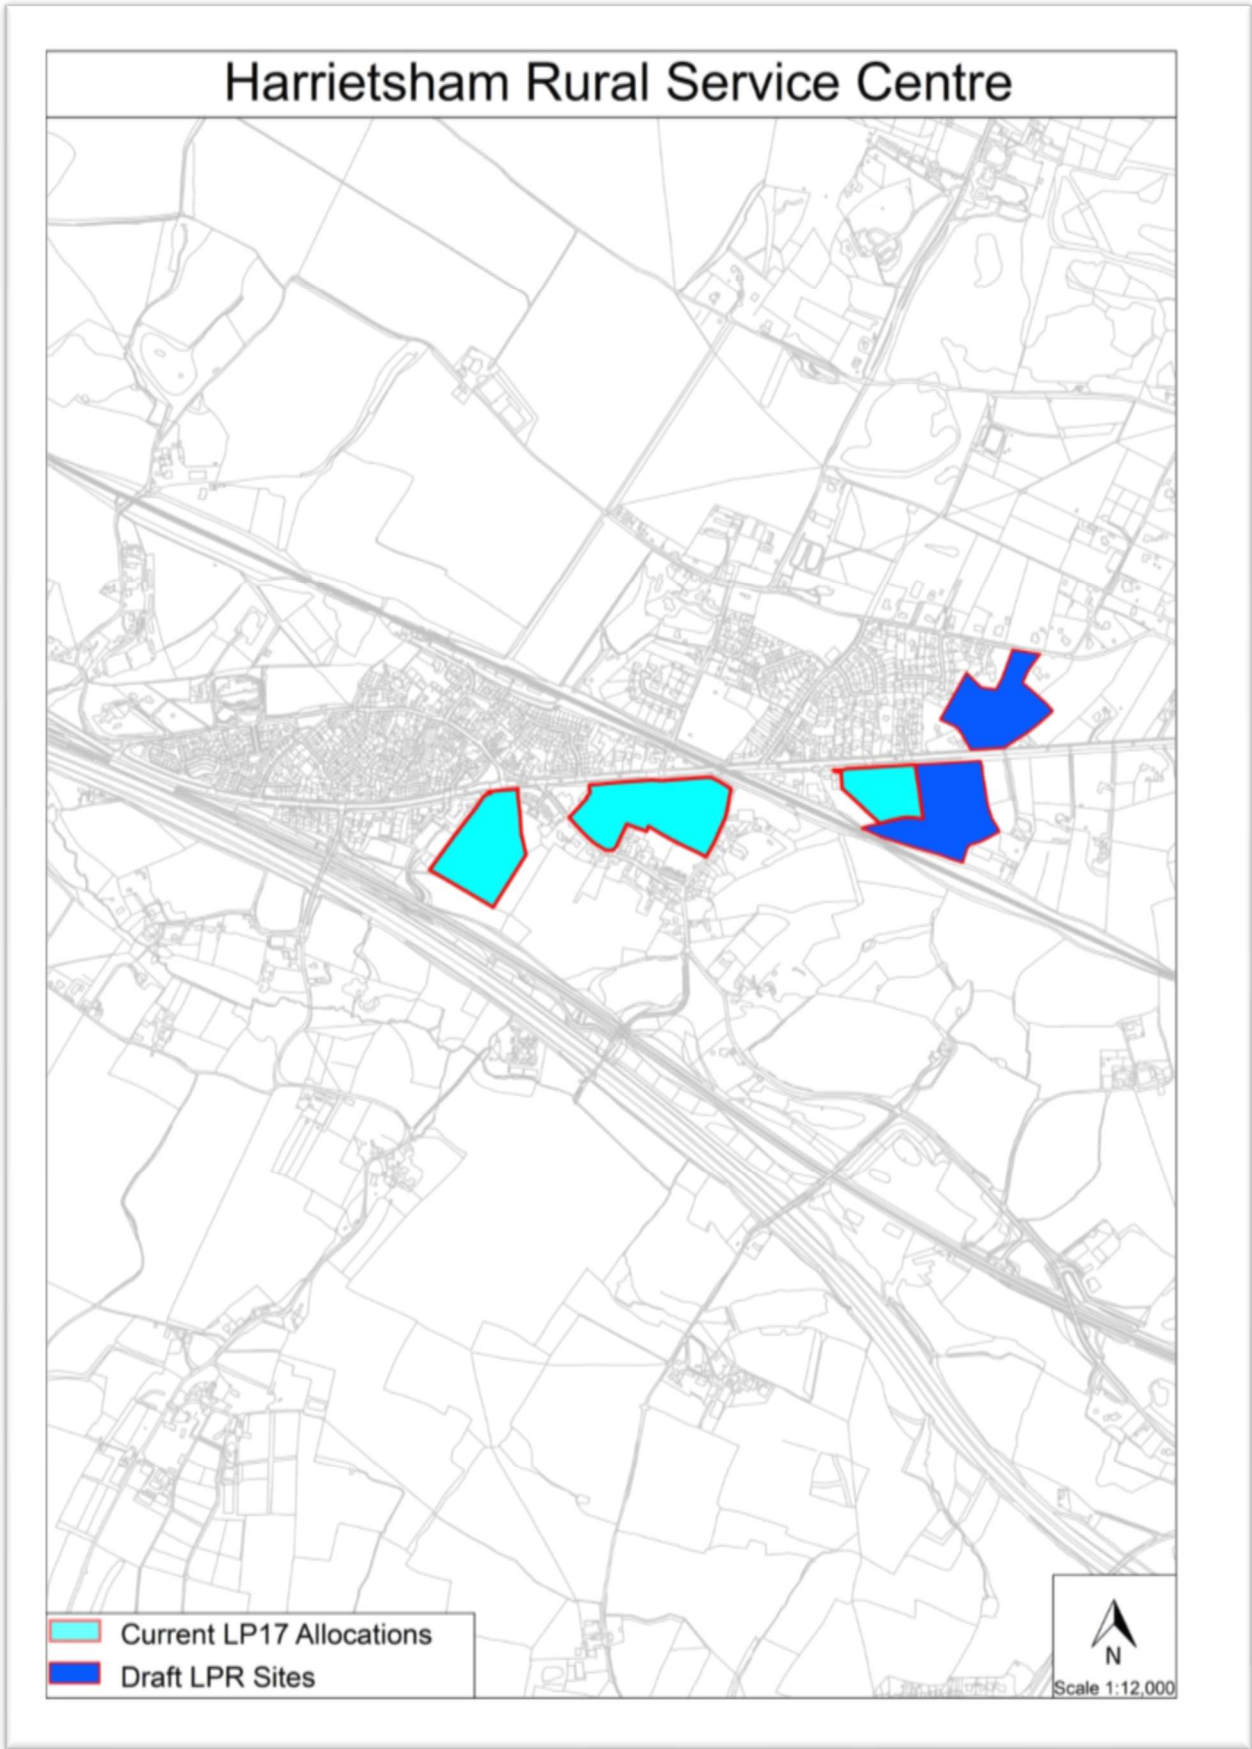 Harrietsham Rural Service Centre
Current LP17 Allocations
Draft LPR Sites
N
Scale 1:12,000